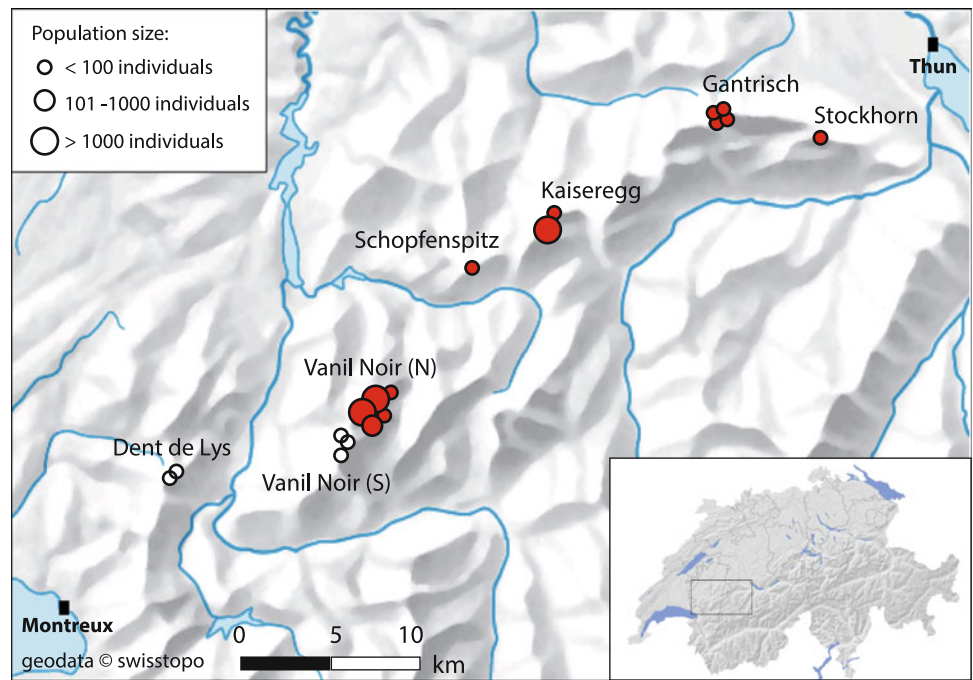 Population size:
< 100 individuals
101 -1000 individuals
> 1000 individuals
Thun
Gantrisch
Stockhorn
Kaiseregg
Schopfenspitz
Vanil Noir (N)
Dent de Lys
Vanil Noir (S)
Montreux
0 5 10
km
geodata © swisstopo